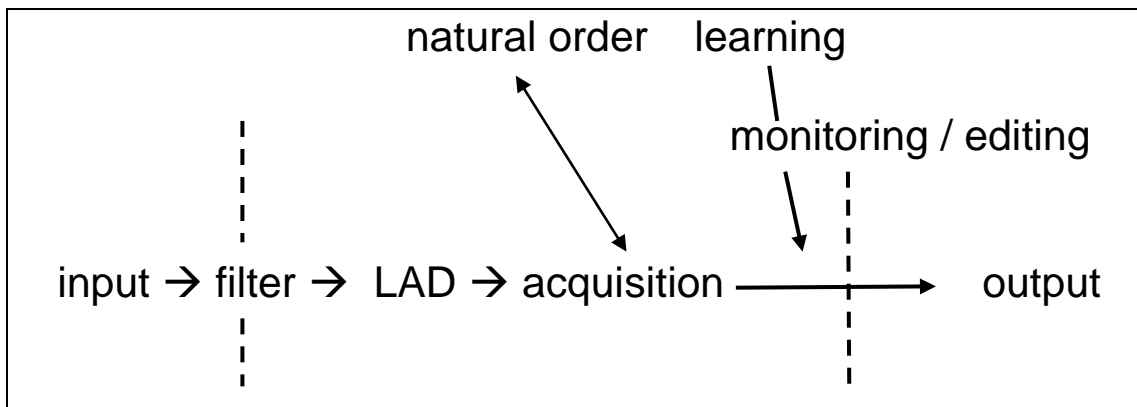 natural order learning
monitoring / editing
input → filter → LAD → acquisition output